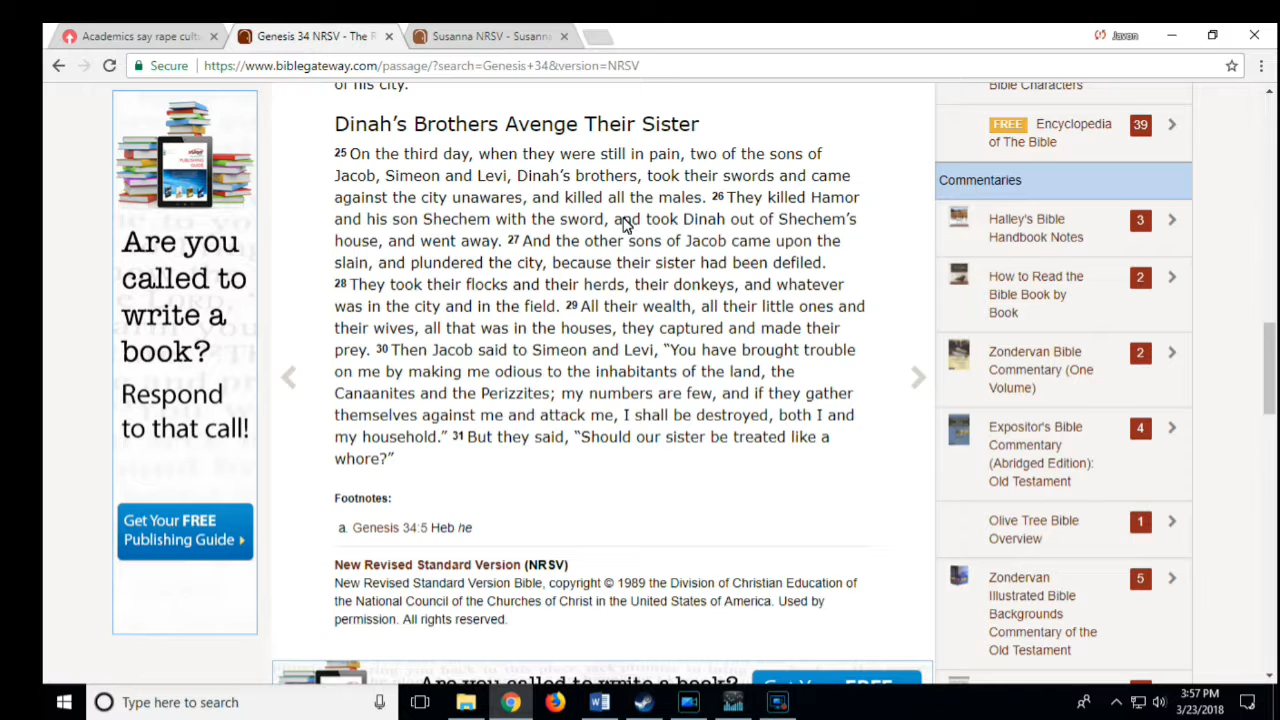 Academics say rape cultu
Genesis 34 NRSV - The R
Susanna NRSV - Susann
Javon
Secure
https://www.biblegateway.com/passage/?search=Genesis+34&version=NRSV
of his city.
Dinah's Brothers Avenge Their Sister
25 On the third day, when they were still in pain, two of the sons of
Jacob, Simeon and Levi, Dinah's brothers, took their swords and came
against the city unawares, and killed all the males. 26 They killed Hamor
and his son Shechem with the sword, and took Dinah out of Shechem's
house, and went away. 27 And the other sons of Jacob came upon the
slain, and plundered the city, because their sister had been defiled.
28 They took their flocks and their herds, their donkeys, and whatever
was in the city and in the field. 29 All their wealth, all their little ones and
their wives, all that was in the houses, they captured and made their
prey. 30 Then Jacob said to Simeon and Levi, "You have brought trouble
on me by making me odious to the inhabitants of the land, the
Canaanites and the Perizzites; my numbers are few, and if they gather
themselves against me and attack me, I shall be destroyed, both I and
my household." 31 But they said, "Should our sister be treated like a
whore?"
Footnotes:
a. Genesis 34:5 Heb he
New Revised Standard Version (NRSV)
New Revised Standard Version Bible, copyright © 1989 the Division of Christian Education of
the National Council of the Churches of Christ in the United States of America. Used by
permission. All rights reserved.
Are you called to write a book?
Get Your FREE
Are you
called to
write a
book?
Respond
to that call!
Get Your FREE
Publishing Guide
Bible Characters
FREE Encyclopedia 39
of The Bible
Commentaries
Halley's Bible 3
Handbook Notes
How to Read the 2
Bible Book by
Book
Zondervan Bible 2
Commentary (One
Volume)
Expositor's Bible 4
Commentary
(Abridged Edition):
Old Testament
Olive Tree Bible 1
Overview
Zondervan 5
Illustrated Bible
Backgrounds
Commentary of the
Old Testament
Type here to search
3:57 PM
3/23/2018